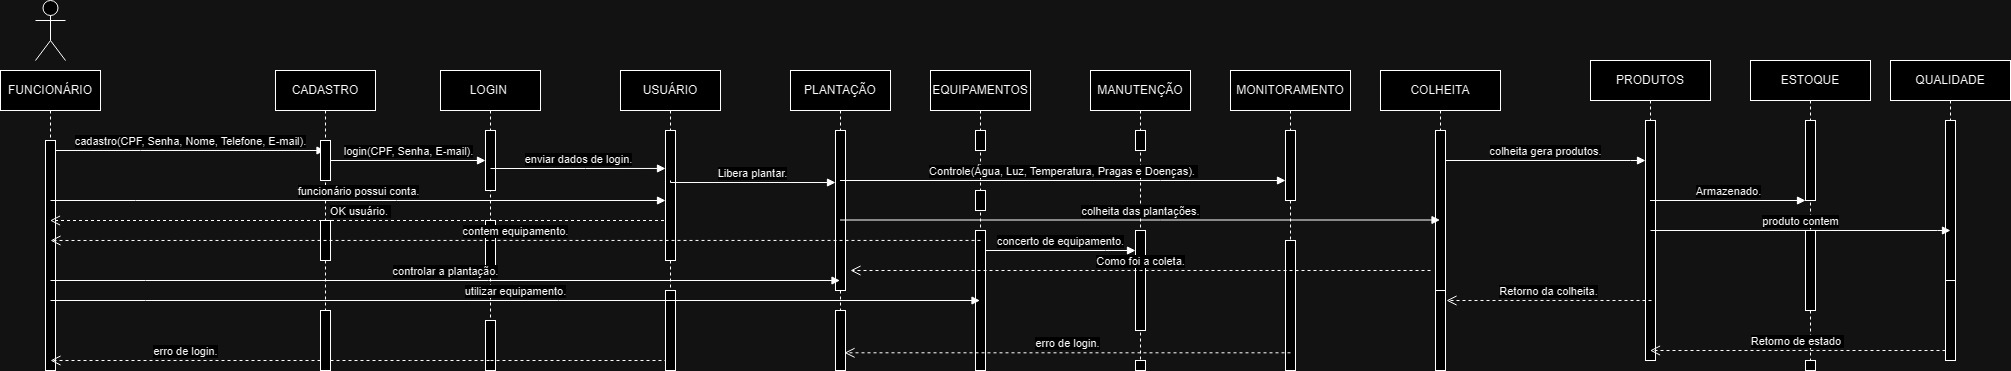 FUNCIONÁRIO
CADASTRO
LOGIN
USUÁRIO
PLANTAÇÃO
EQUIPAMENTOS
MANUTENÇÃO
MONITORAMENTO
COLHEITA
PRODUTOS
ESTOQUE
QUALIDADE
cadastro(CPF, Senha, Nome, Telefone, E-mail).
login(CPF, Senha, E-mail).
enviar dados de login.
Libera plantar.
Controle(Água, Luz, Temperatura, Pragas e Doenças).
colheita gera produtos.
funcionário possui conta.
Armazenado.
OK usuário.
colheita das plantações.
produto contem
contem equipamento.
concerto de equipamento.
Como foi a coleta.
controlar a plantação.
utilizar equipamento.
Retorno da colheita.
erro de login.
erro de login.
Retorno de estado